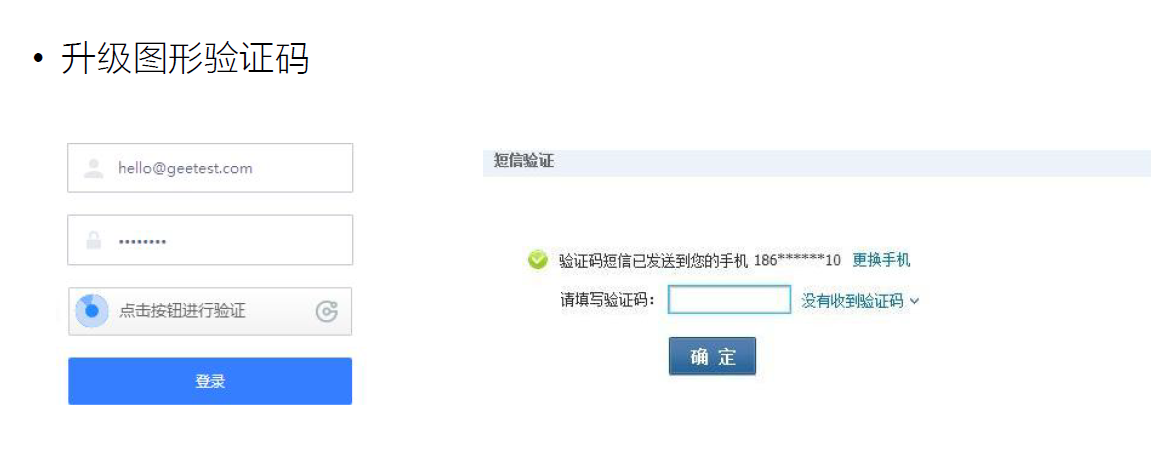 • 升级图形验证码
hello@geetest.com
••••••••
点击按钮进行验证
登录
短信验证
验证码短信已发送到您的手机 186******10 更换手机
请填写验证码: 没有收到验证码
确 定